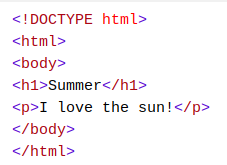 <!DOCTYPE html>
<html>
<body>
<h1>Summer</h1>
<p>I love the sun!</p>
</body>
</html>